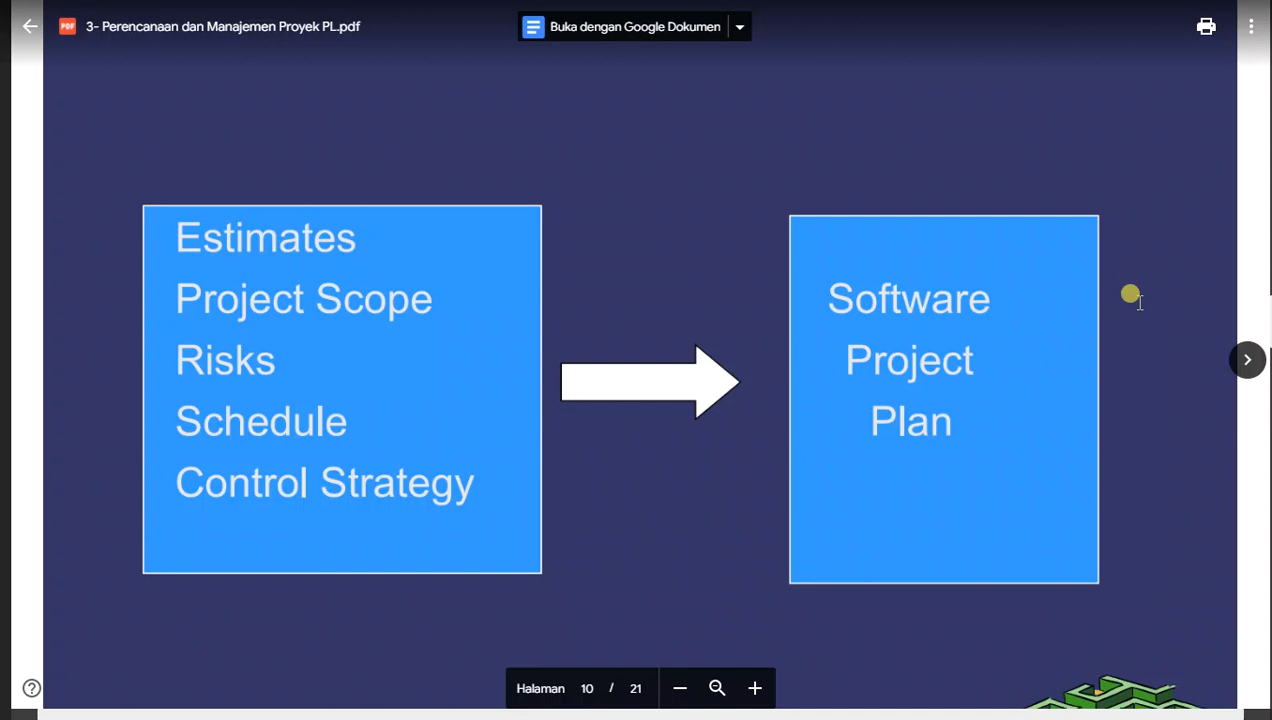 PDF 3- Perencanaan dan Manajemen Proyek PL.pdf
Buka dengan Google Dokumen
Estimates
Project Scope
Risks
Schedule
Control Strategy
Software
Project
Plan
Halaman 10 / 21